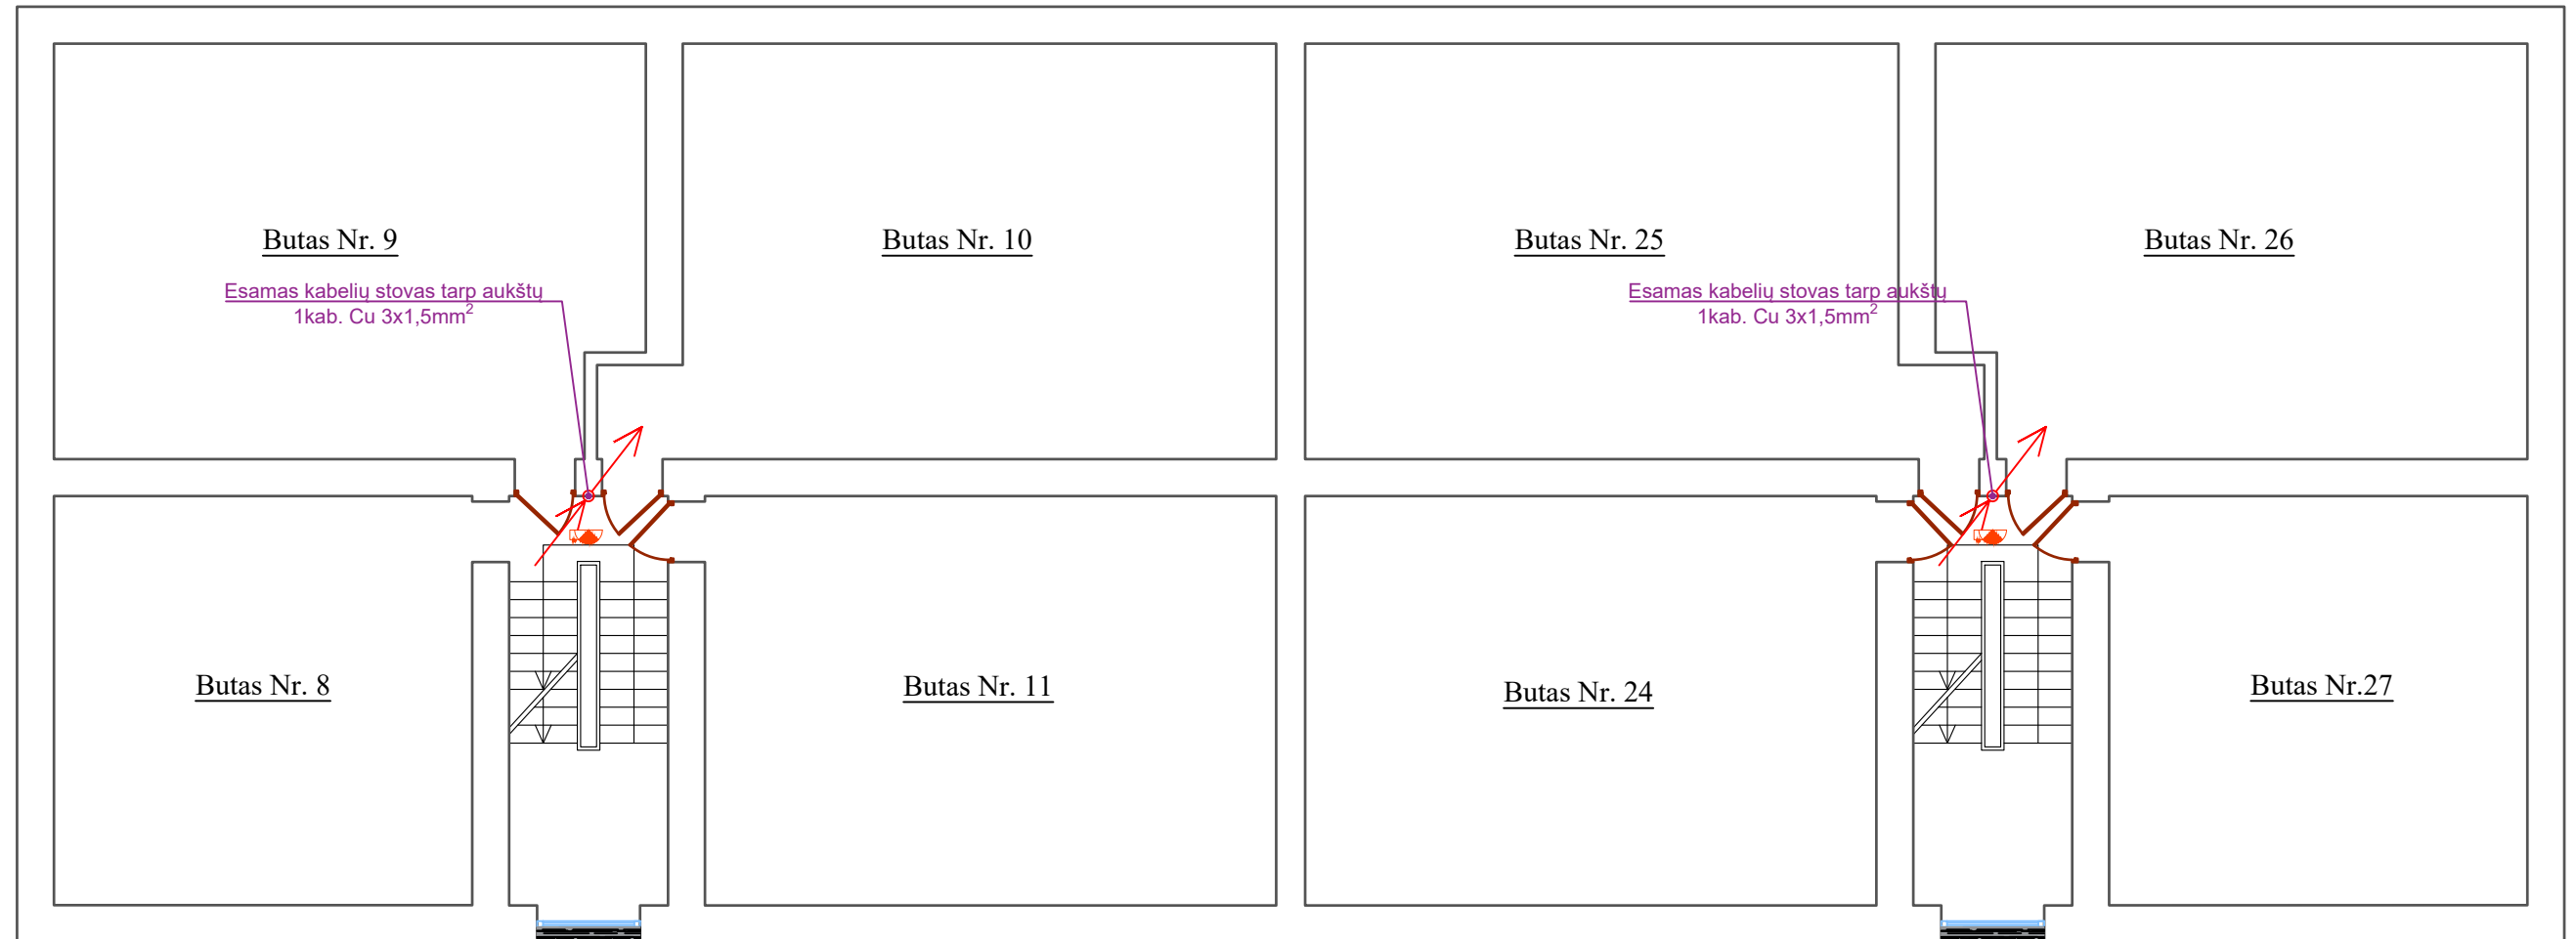 Butas Nr. 9
Butas Nr. 10
Butas Nr. 25
Butas Nr. 26
Esamas kabelių stovas tarp aukštų
1kab. Cu 3x1,5mm²
Esamas kabelių stovas tarp aukštų
1kab. Cu 3x1,5mm²
Butas Nr. 8
Butas Nr. 11
Butas Nr. 24
Butas Nr.27